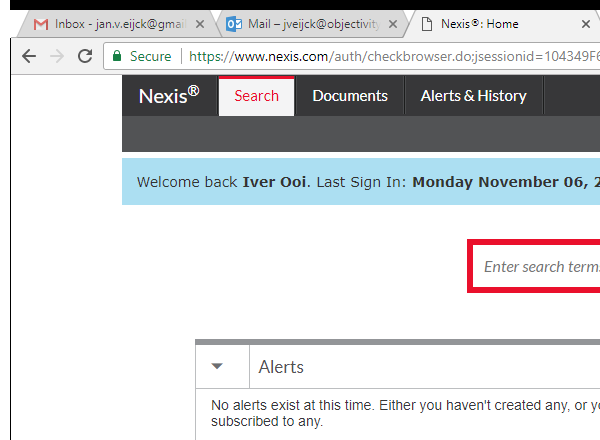 Inbox - jan.v.eijck@gmai
Mail – jveijck@objectivity
Nexis®: Home
Secure
https://www.nexis.com/auth/checkbrowser.do;jsessionid=104349F6
Nexis®
Search
Documents
Alerts & History
Welcome back Iver Ooi. Last Sign In: Monday November 06, 2
Enter search terms
Alerts
No alerts exist at this time. Either you haven't created any, or yo
subscribed to any.